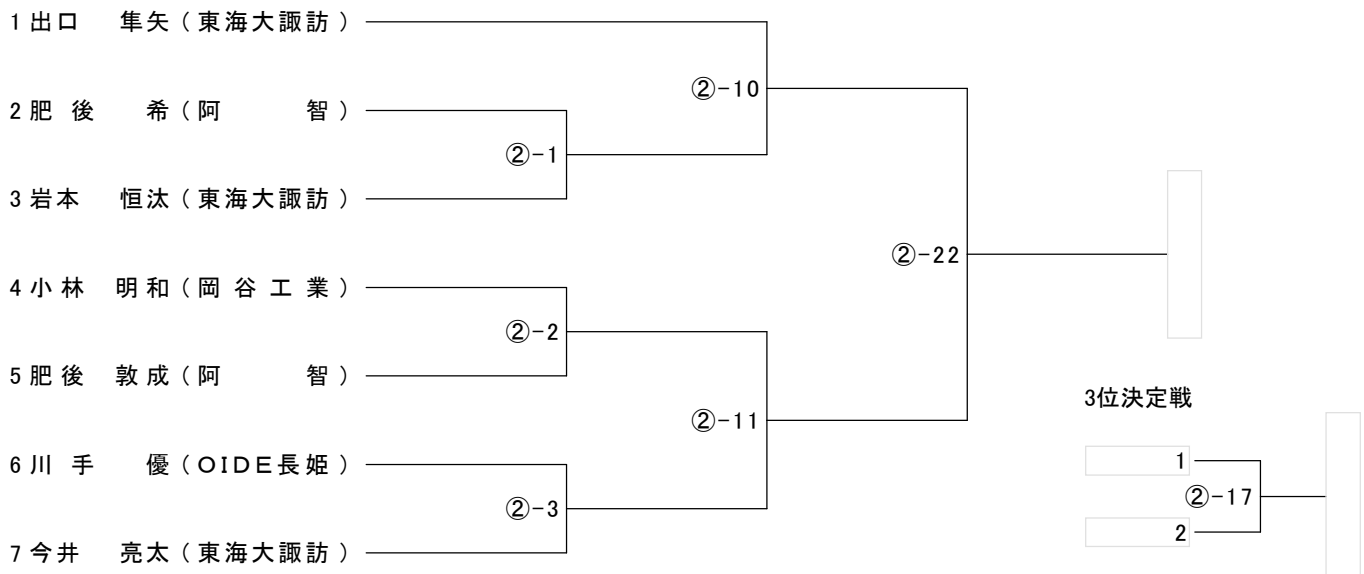 1 出口 隼矢 ( 東海大諏訪 )
②-10
2 肥後 希 ( 阿 智 )
②-1
3 岩本 恒汰 ( 東海大諏訪 )
②-22
4 小林 明和 ( 岡谷工業 )
②-2
5 肥後 敦成 ( 阿 智 )
3位決定戦
②-11
6 川手 優 ( OIDE長姫 )
1
②-17
②-3
2
7 今井 亮太 ( 東海大諏訪 )